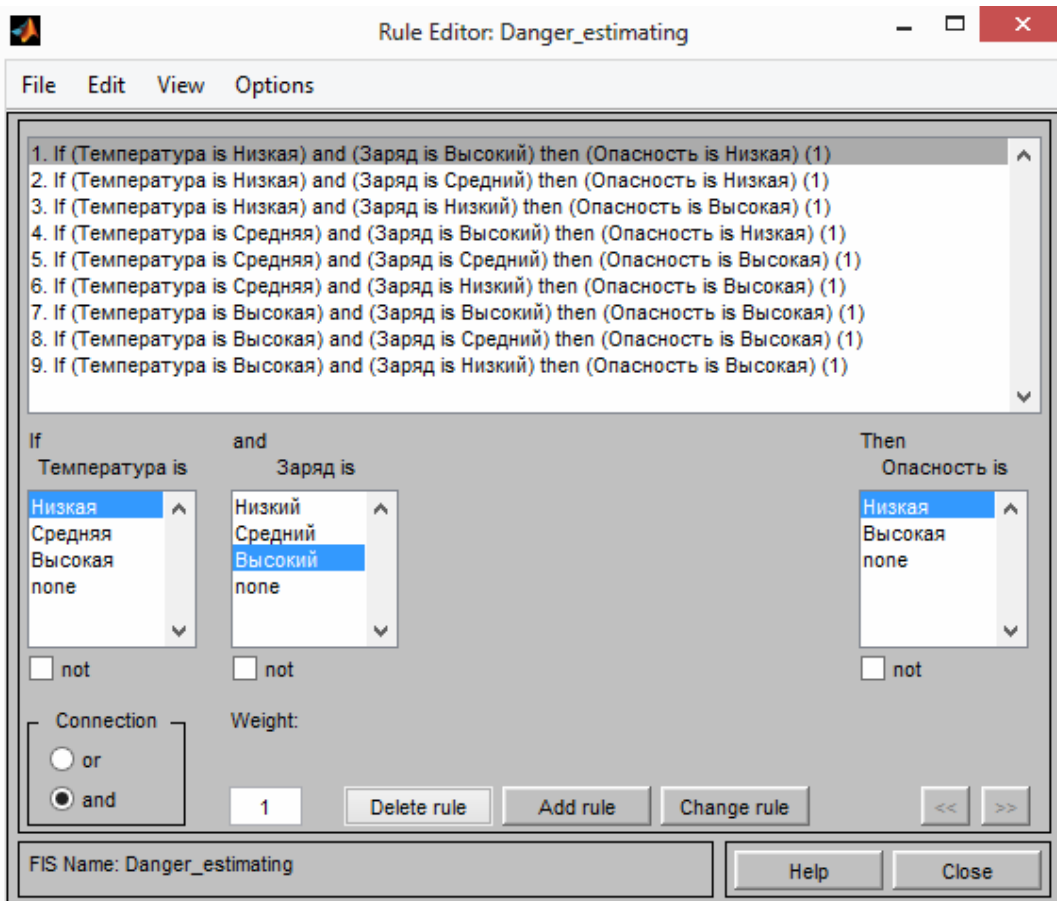 Rule Editor: Danger_estimating
File Edit View Options
1. If (Температура is Низкая) and (Заряд is Высокий) then (Опасность is Низкая) (1)
2. If (Температура is Низкая) and (Заряд is Средний) then (Опасность is Низкая) (1)
3. If (Температура is Низкая) and (Заряд is Низкий) then (Опасность is Высокая) (1)
4. If (Температура is Средняя) and (Заряд is Высокий) then (Опасность is Низкая) (1)
5. If (Температура is Средняя) and (Заряд is Средний) then (Опасность is Высокая) (1)
6. If (Температура is Средняя) and (Заряд is Низкий) then (Опасность is Высокая) (1)
7. If (Температура is Высокая) and (Заряд is Высокий) then (Опасность is Высокая) (1)
8. If (Температура is Высокая) and (Заряд is Средний) then (Опасность is Высокая) (1)
9. If (Температура is Высокая) and (Заряд is Низкий) then (Опасность is Высокая) (1)
If and Then
Температура is Заряд is Опасность is
Низкая Низкий Низкая
Средняя Средний Высокая
Высокая Высокий none
none none
not not not
Connection Weight:
or
and 1 Delete rule Add rule Change rule << >>
FIS Name: Danger_estimating Help Close